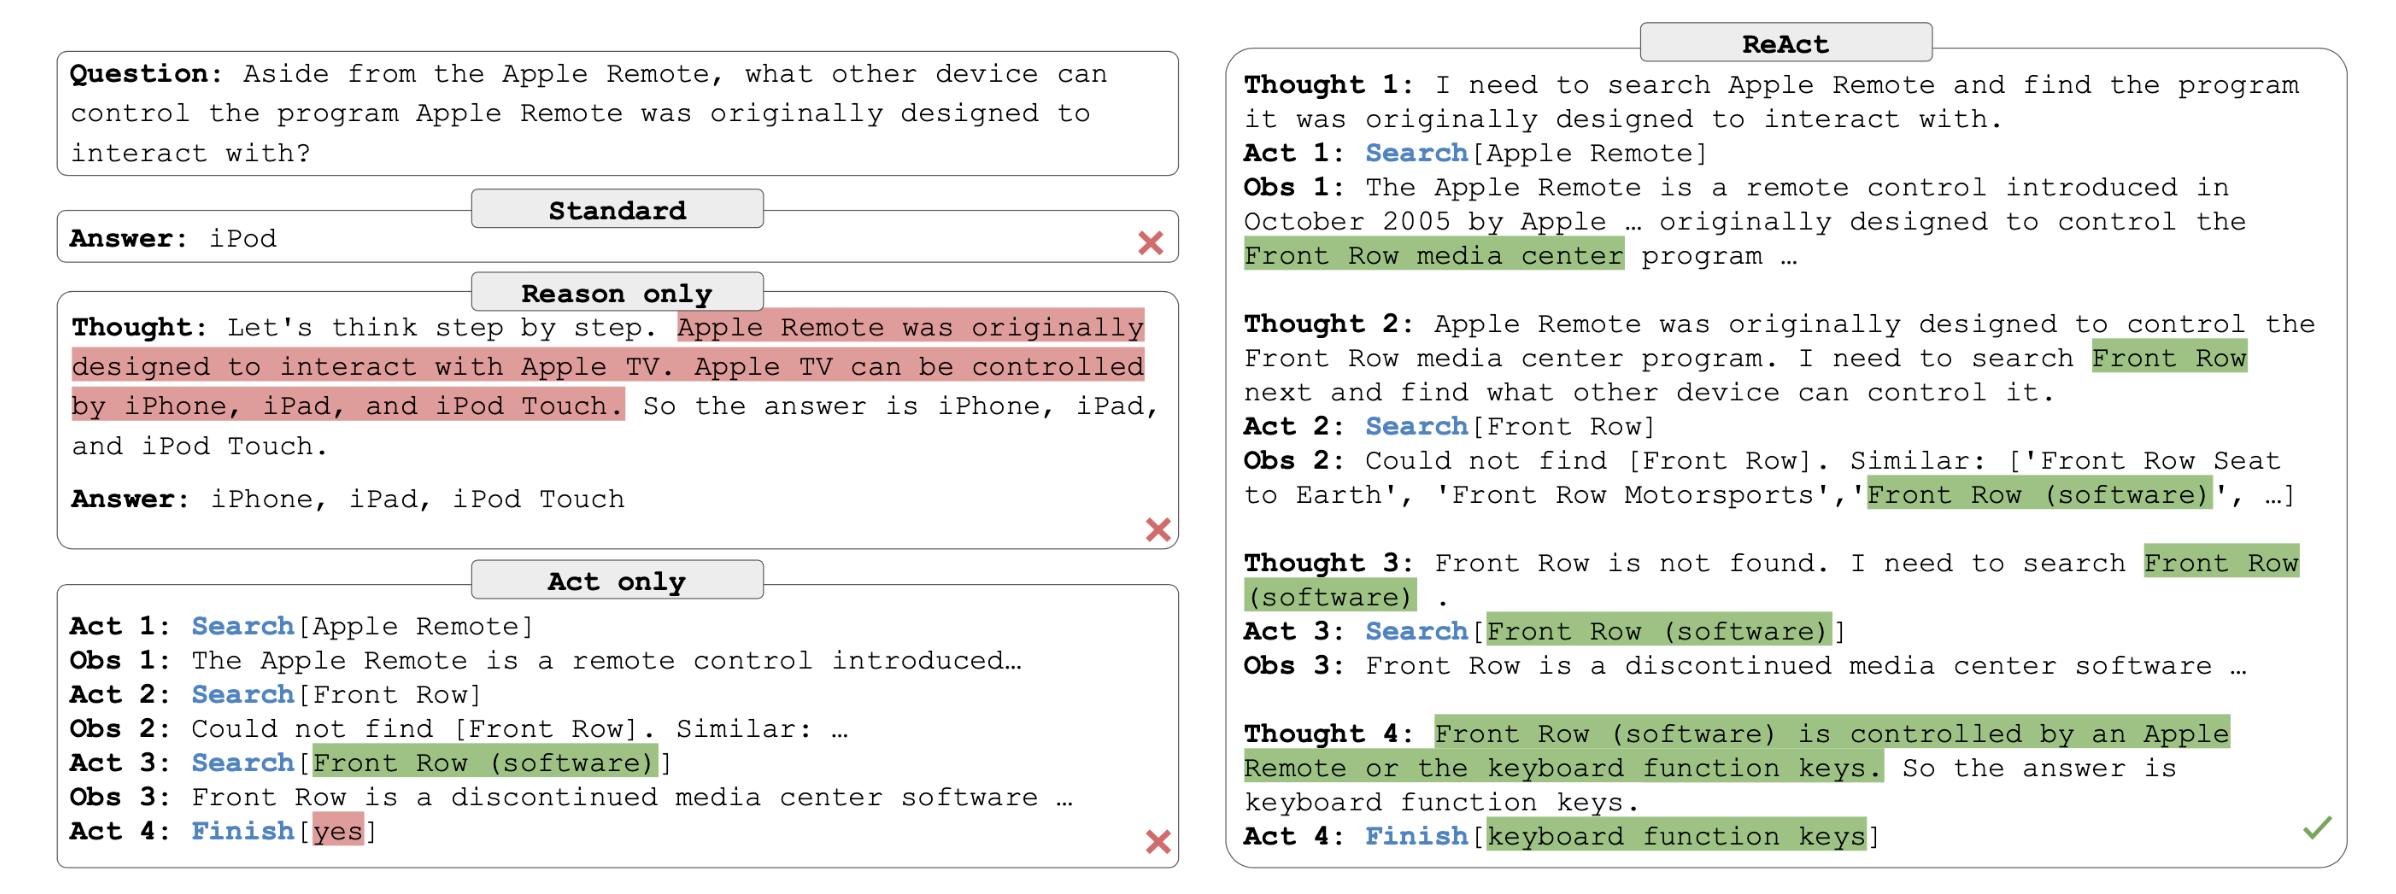 Question: Aside from the Apple Remote, what other device can
control the program Apple Remote was originally designed to
interact with?
Standard
Answer: iPod
Reason only
Thought: Let's think step by step. Apple Remote was originally
designed to interact with Apple TV. Apple TV can be controlled
by iPhone, iPad, and iPod Touch. So the answer is iPhone, iPad,
and iPod Touch.
Answer: iPhone, iPad, iPod Touch
Act only
Act 1: Search[Apple Remote]
Obs 1: The Apple Remote is a remote control introduced…
Act 2: Search[Front Row]
Obs 2: Could not find [Front Row]. Similar: …
Act 3: Search[Front Row (software)]
Obs 3: Front Row is a discontinued media center software …
Act 4: Finish[yes]
ReAct
Thought 1: I need to search Apple Remote and find the program
it was originally designed to interact with.
Act 1: Search[Apple Remote]
Obs 1: The Apple Remote is a remote control introduced in
October 2005 by Apple … originally designed to control the
Front Row media center program …
Thought 2: Apple Remote was originally designed to control the
Front Row media center program. I need to search Front Row
next and find what other device can control it.
Act 2: Search[Front Row]
Obs 2: Could not find [Front Row]. Similar: ['Front Row Seat
to Earth', 'Front Row Motorsports','Front Row (software)', …]
Thought 3: Front Row is not found. I need to search Front Row
(software) .
Act 3: Search[Front Row (software)]
Obs 3: Front Row is a discontinued media center software …
Thought 4: Front Row (software) is controlled by an Apple
Remote or the keyboard function keys. So the answer is
keyboard function keys.
Act 4: Finish[keyboard function keys]